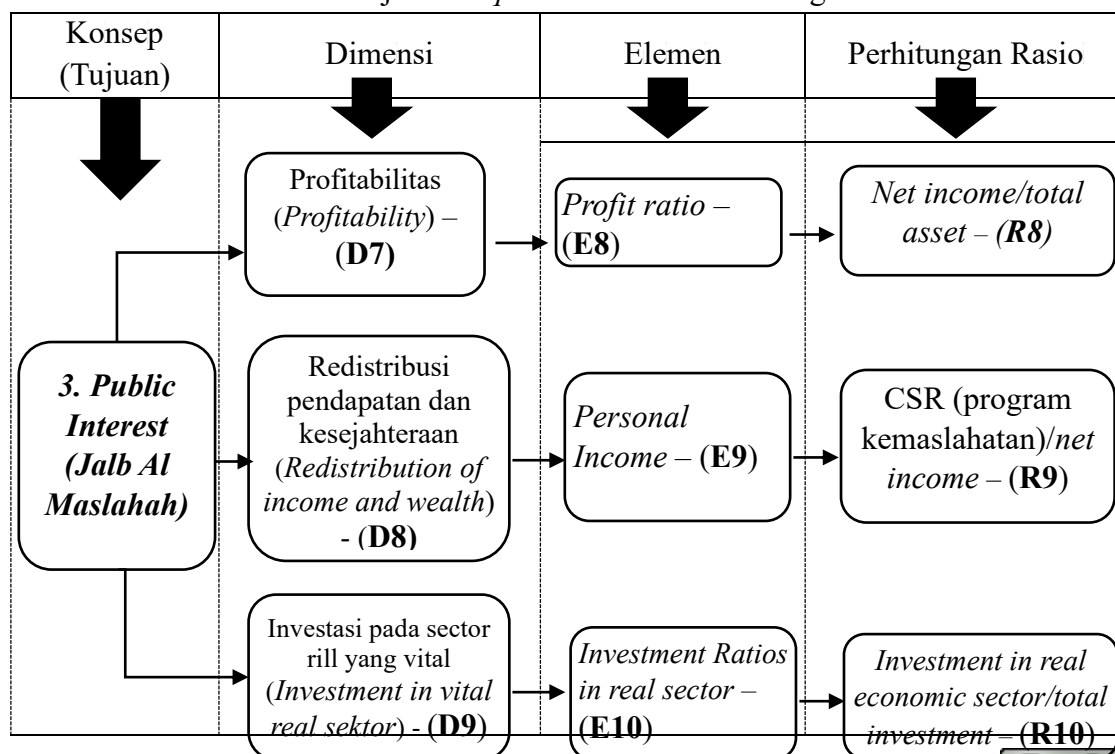 Konsep
(Tujuan)
Dimensi
Elemen
Perhitungan Rasio
Profitabilitas
(Profitability) –
(D7)
Profit ratio –
(E8)
Net income/total
asset – (R8)
3. Public
Interest
(Jalb Al
Maslahah)
Redistribusi
pendapatan dan
kesejahteraan
(Redistribution of
income and wealth)
- (D8)
Personal
Income – (E9)
CSR (program
kemaslahatan)/net
income – (R9)
Investasi pada sector
rill yang vital
(Investment in vital
real sektor) - (D9)
Investment Ratios
in real sector –
(E10)
Investment in real
economic sector/total
investment – (R10)